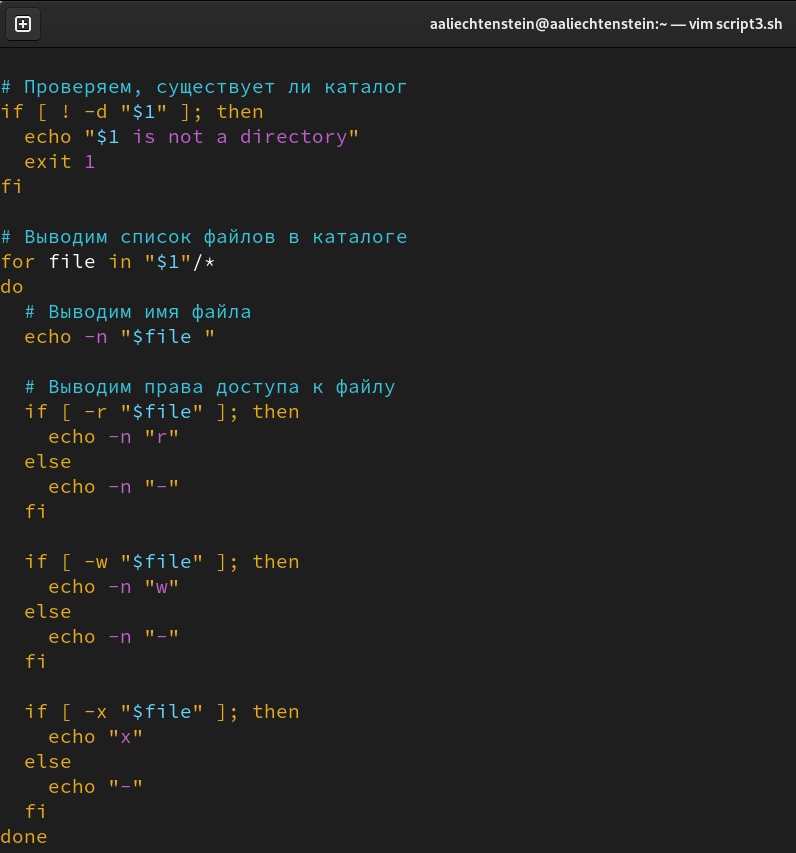 aaliechtenstein@aaliechtenstein:~ — vim script3.sh
# Проверяем, существует ли каталог
if [ ! -d "$1" ]; then
  echo "$1 is not a directory"
  exit 1
fi

# Выводим список файлов в каталоге
for file in "$1"/*
do
  # Выводим имя файла
  echo -n "$file "

  # Выводим права доступа к файлу
  if [ -r "$file" ]; then
    echo -n "r"
  else
    echo -n "-"
  fi

  if [ -w "$file" ]; then
    echo -n "w"
  else
    echo -n "-"
  fi

  if [ -x "$file" ]; then
    echo "x"
  else
    echo "-"
  fi
done